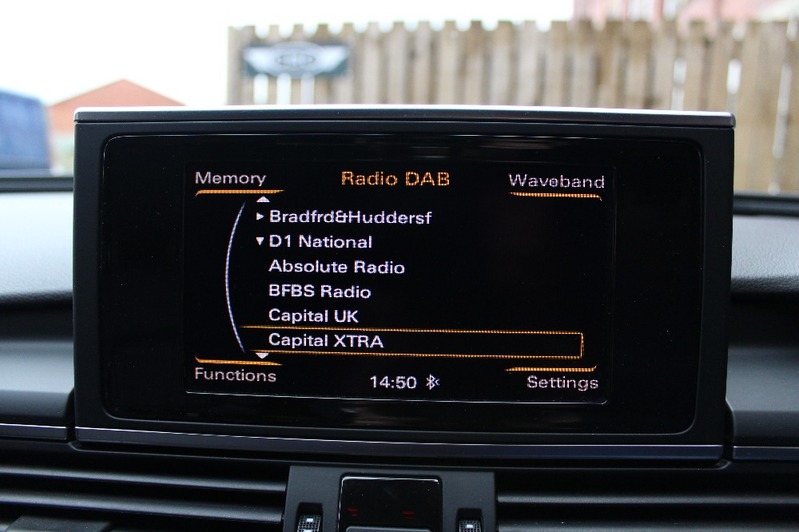 Memory Radio DAB Waveband
Bradfrd&Huddersf
D1 National
Absolute Radio
BFBS Radio
Capital UK
Capital XTRA
Functions 14:50 Settings